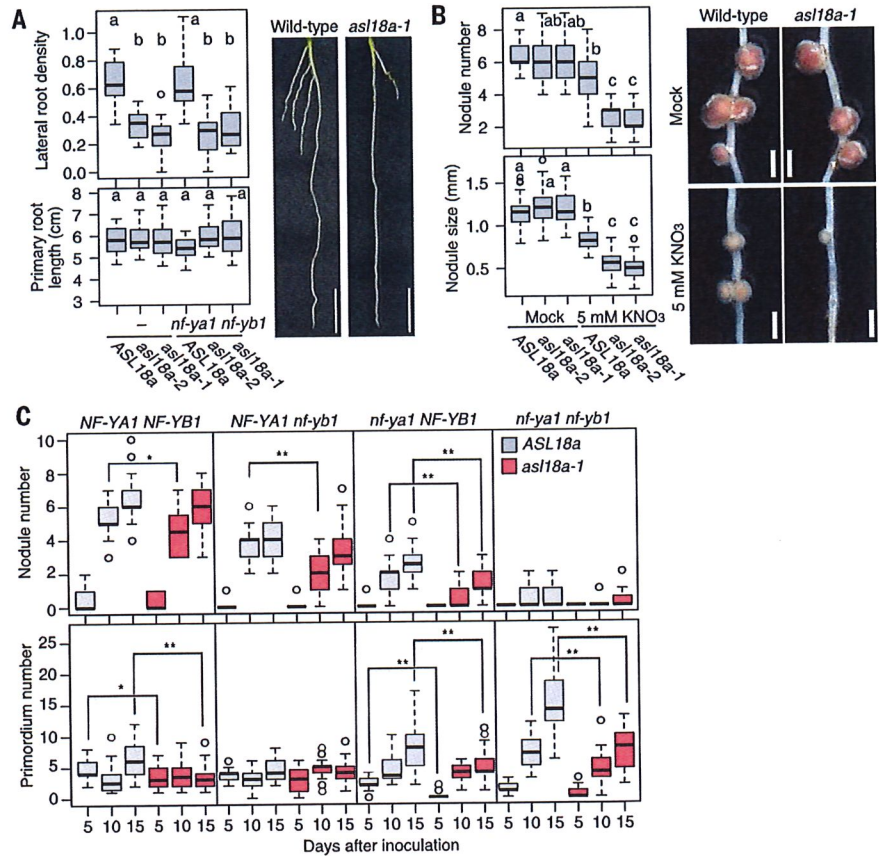 A
Lateral root density
1.0
0.8
0.6
0.4
0.2
0.0
a b b a b b
Primary root
length (cm)
8
7
6
5
4
3
a a a a a a
– nf-ya1 nf-yb1
ASL18a
asl18a-2
asl18a-1
ASL18a
asl18a-2
asl18a-1
Wild-type asl18a-1
B
Nodule number
8
6
4
2
a ab ab b c c
Nodule size (mm)
1.5
1.0
0.5
a a a b c c
Mock 5 mM KNO3
ASL18a
asl18a-2
asl18a-1
ASL18a
asl18a-2
asl18a-1
Wild-type asl18a-1
Mock
5 mM KNO3
C
NF-YA1 NF-YB1 NF-YA1 nf-yb1 nf-ya1 NF-YB1 nf-ya1 nf-yb1
Nodule number
10
8
6
4
2
0
* ** ** **
ASL18a
asl18a-1
Primordium number
25
20
15
10
5
0
* ** ** ** ** **
5 10 15 5 10 15 5 10 15 5 10 15 5 10 15 5 10 15 5 10 15 5 10 15
Days after inoculation